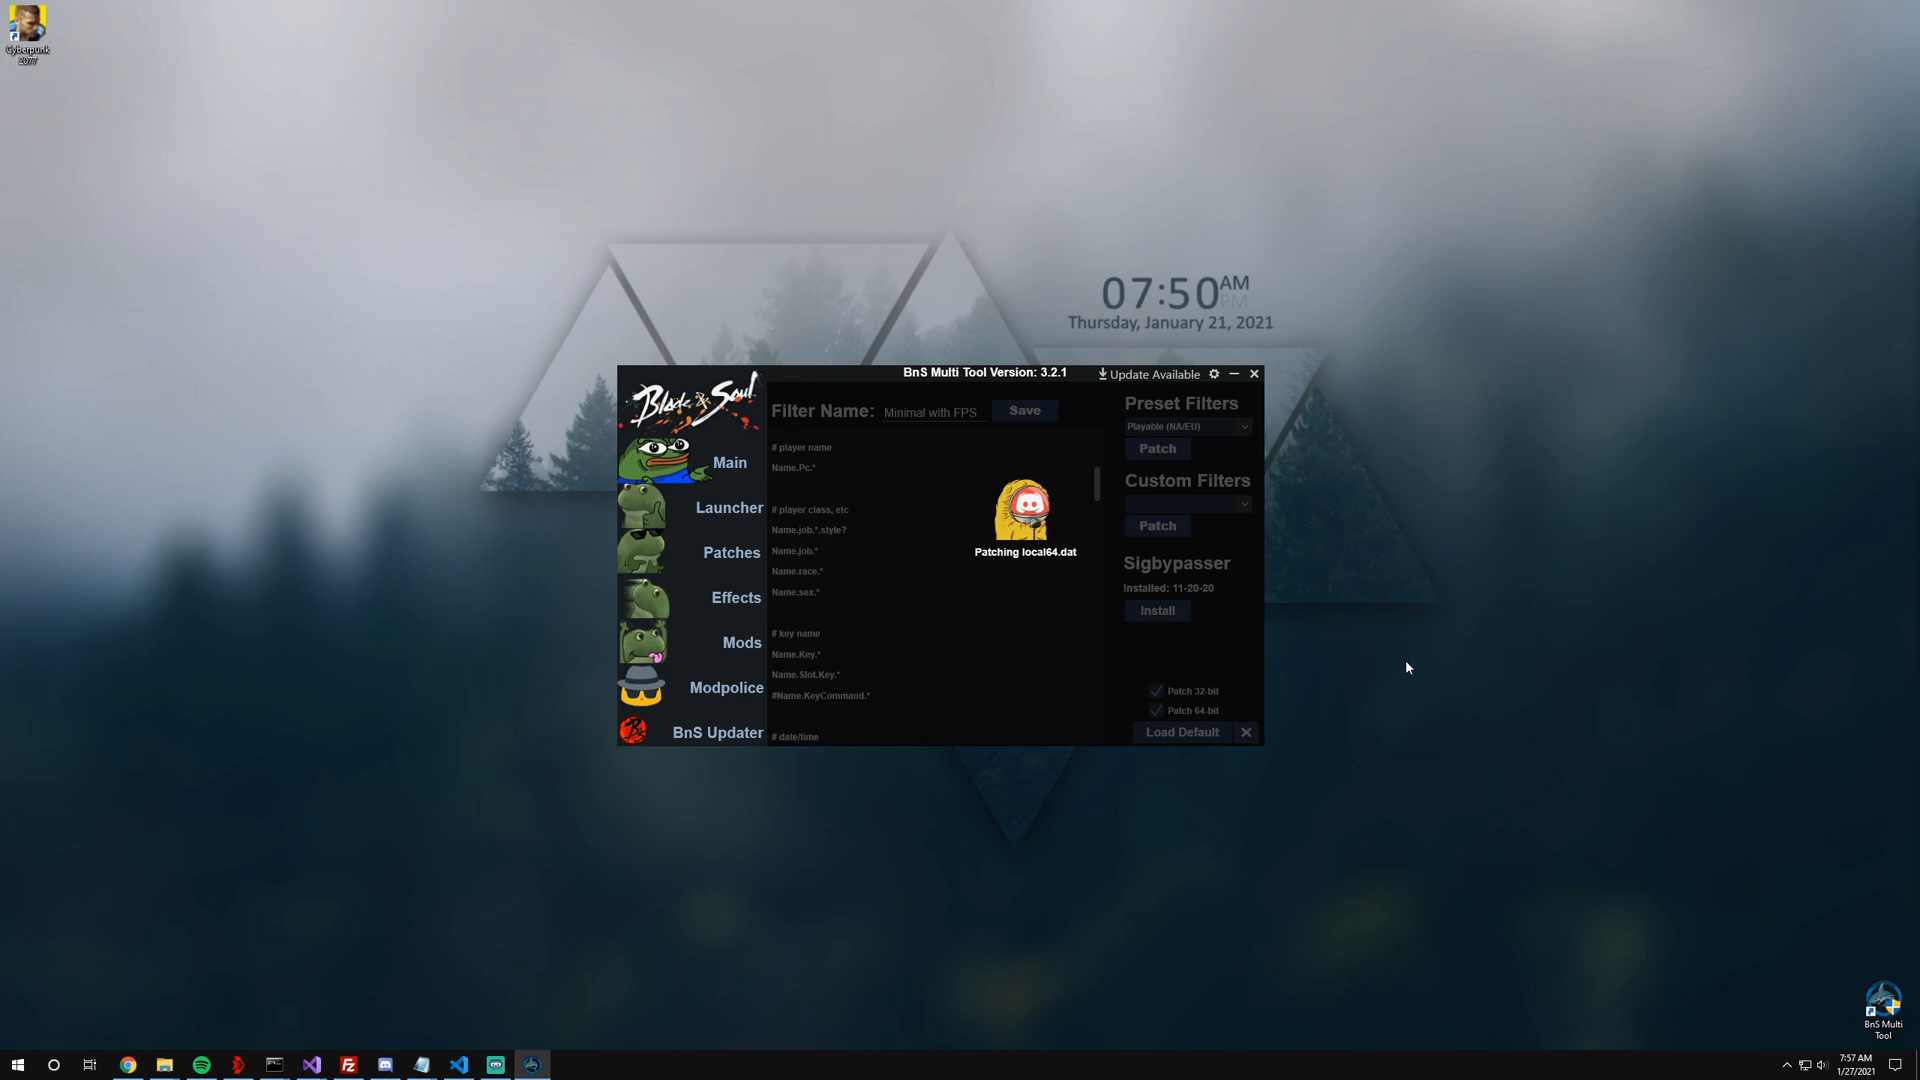 Cyberpunk
2077
07:50 AM
PM
Thursday, January 21, 2021
BnS Multi Tool Version: 3.2.1
Update Available
Blade & Soul
Main
Launcher
Patches
Effects
Mods
Modpolice
BnS Updater
Filter Name: Minimal with FPS Save
# player name
Name.Pc.*
# player class, etc
Name.job.*.style?
Name.job.*
Name.race.*
Name.sex.*
# key name
Name.Key.*
Name.Slot.Key.*
#Name.KeyCommand.*
# date/time
Patching local64.dat
Preset Filters
Playable (NA/EU)
Patch
Custom Filters
Patch
Sigbypasser
Installed: 11-20-20
Install
Patch 32-bit
Patch 64-bit
Load Default
BnS Multi
Tool
7:57 AM
1/27/2021